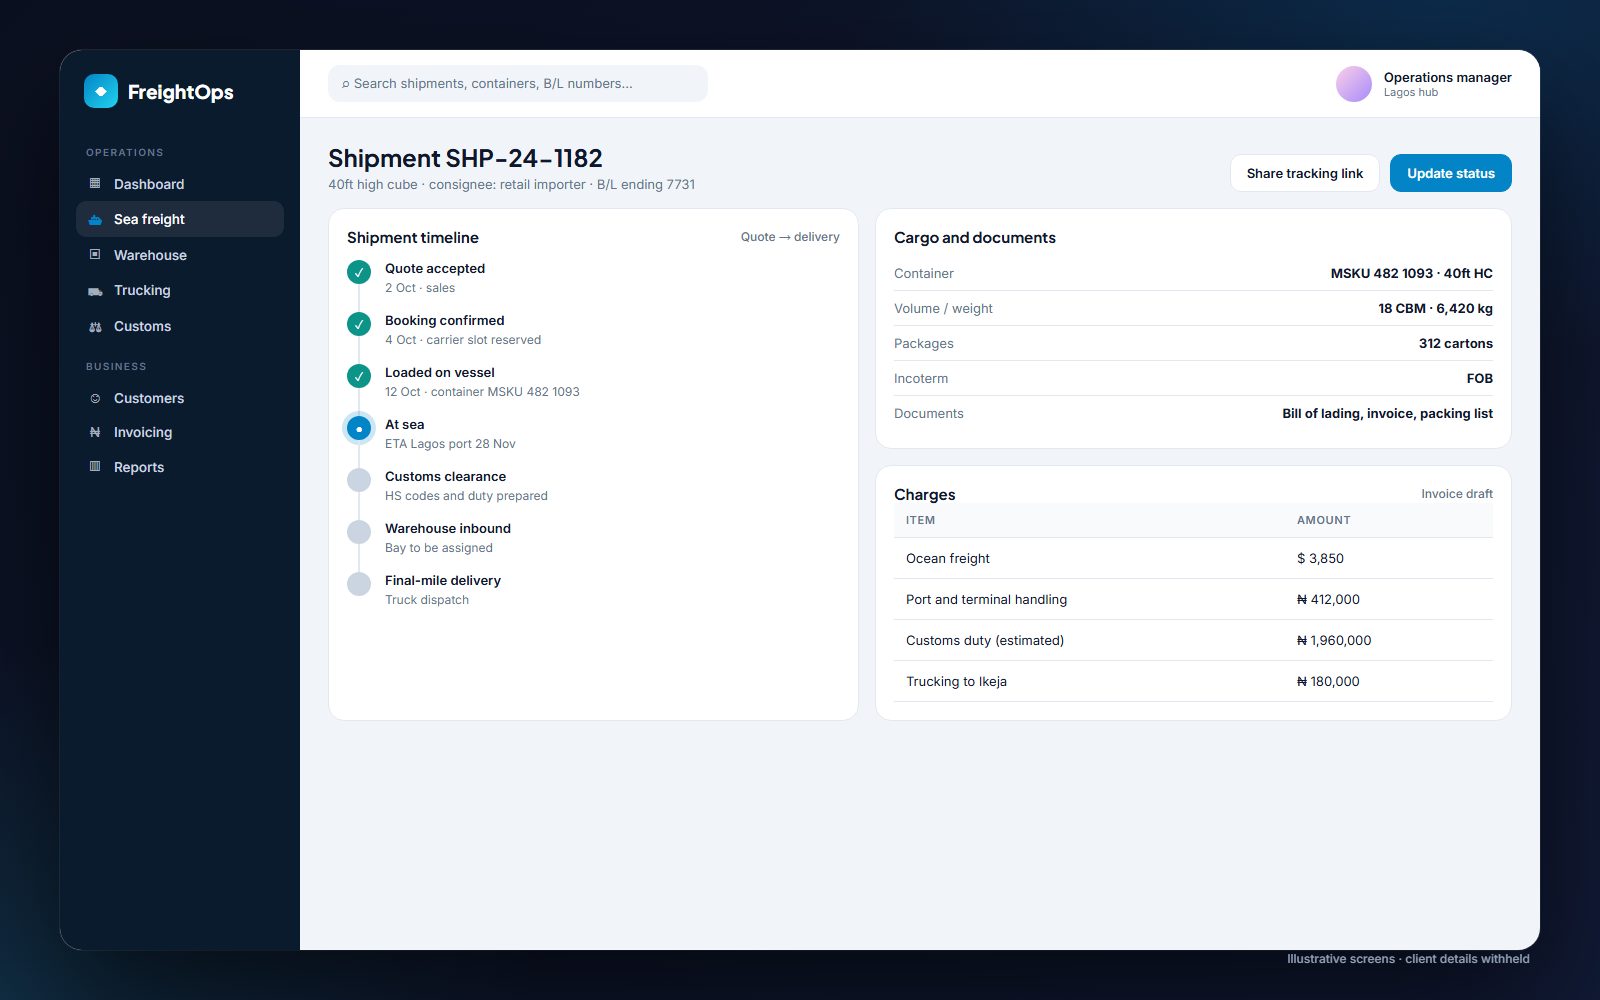 FreightOps
OPERATIONS
Dashboard
Sea freight
Warehouse
Trucking
Customs
BUSINESS
Customers
₦ Invoicing
Reports
Search shipments, containers, B/L numbers...
Operations manager
Lagos hub
Shipment SHP-24-1182
40ft high cube · consignee: retail importer · B/L ending 7731
Share tracking link
Update status
Shipment timeline
Quote → delivery
✓ Quote accepted
2 Oct · sales
✓ Booking confirmed
4 Oct · carrier slot reserved
✓ Loaded on vessel
12 Oct · container MSKU 482 1093
At sea
ETA Lagos port 28 Nov
Customs clearance
HS codes and duty prepared
Warehouse inbound
Bay to be assigned
Final-mile delivery
Truck dispatch
Cargo and documents
Container MSKU 482 1093 · 40ft HC
Volume / weight 18 CBM · 6,420 kg
Packages 312 cartons
Incoterm FOB
Documents Bill of lading, invoice, packing list
Charges
Invoice draft
ITEM AMOUNT
Ocean freight $ 3,850
Port and terminal handling ₦ 412,000
Customs duty (estimated) ₦ 1,960,000
Trucking to Ikeja ₦ 180,000
Illustrative screens · client details withheld